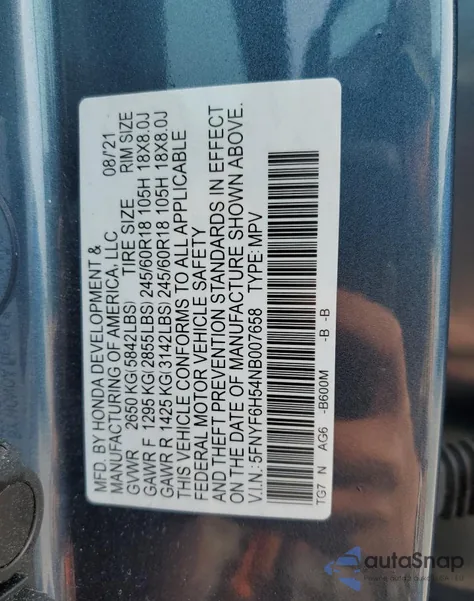 MFD. BY HONDA DEVELOPMENT &
MANUFACTURING OF AMERICA, LLC 08/'21
GVWR 2650 KG(5842LBS) TIRE SIZE RIM SIZE
GAWR F 1295 KG(2855LBS) 245/60R18 105H 18X8.0J
GAWR R 1425 KG(3142LBS) 245/60R18 105H 18X8.0J
THIS VEHICLE CONFORMS TO ALL APPLICABLE
FEDERAL MOTOR VEHICLE SAFETY
AND THEFT PREVENTION STANDARDS IN EFFECT
ON THE DATE OF MANUFACTURE SHOWN ABOVE.
V.I.N.:5FNYF6H54NB007658 TYPE: MPV
TG7 N AG6 -B600M -B -B
autaSnap